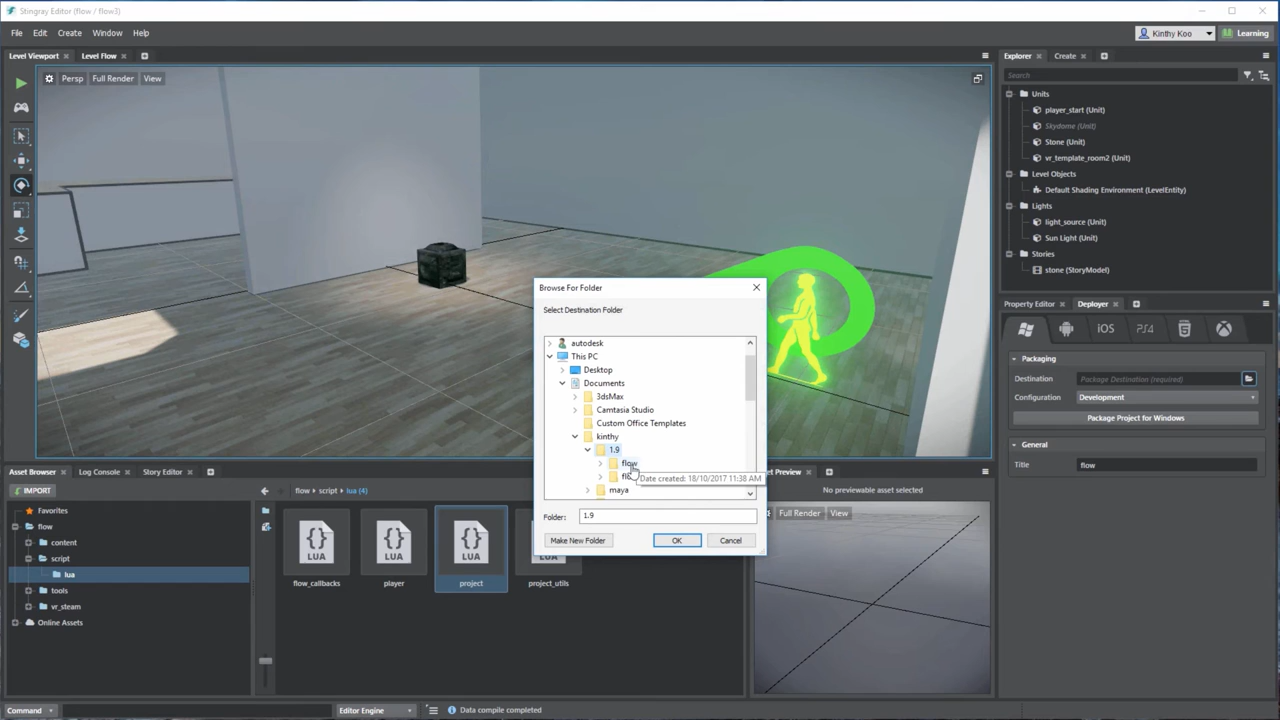 Stingray Editor (flow / flow3)
File Edit Create Window Help
Kinthy Koo
Learning
Level Viewport Level Flow
Persp Full Render View
Explorer Create
Search
Units
player_start (Unit)
Skydome (Unit)
Stone (Unit)
vr_template_room2 (Unit)
Level Objects
Default Shading Environment (LevelEntity)
Lights
light_source (Unit)
Sun Light (Unit)
Stories
stone (StoryModel)
Property Editor Deployer
iOS
PS4
Packaging
Destination Package Destination (required)
Configuration Development
Package Project for Windows
General
Title flow
Browse For Folder
Select Destination Folder
autodesk
This PC
Desktop
Documents
3dsMax
Camtasia Studio
Custom Office Templates
kinthy
1.9
flow
Date created: 18/10/2017 11:38 AM
maya
Folder: 1.9
Make New Folder OK Cancel
Asset Browser Log Console Story Editor
IMPORT
flow script lua (4)
Favorites
flow
content
script
lua
tools
vr_steam
Online Assets
LUA LUA LUA LUA
flow_callbacks player project project_utils
Asset Preview
No previewable asset selected
Full Render View
Command Editor Engine Data compile completed